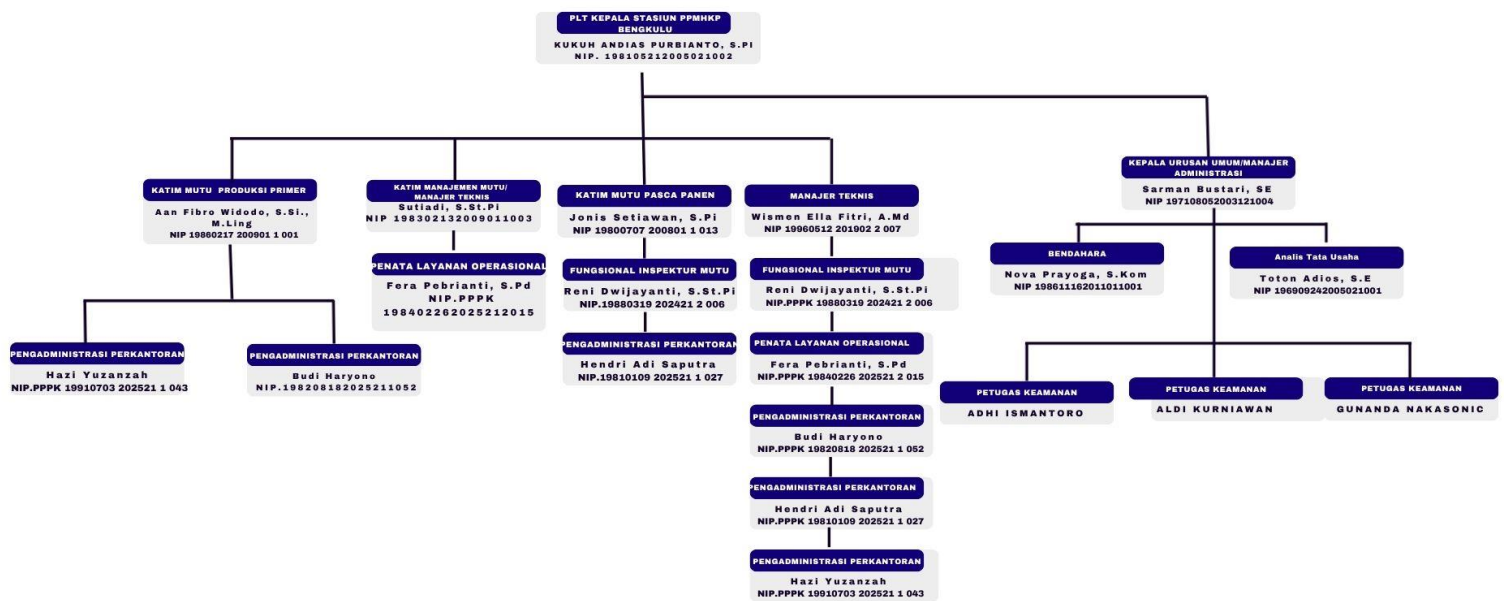 PLT KEPALA STASIUN PPMHKP
BENGKULU
KUKUH ANDIAS PURBIANTO, S.PI
NIP. 198105212005021002
KATIM MUTU PRODUKSI PRIMER
Aan Fibro Widodo, S.Si.,
M.Ling
NIP 19860217 200901 1 001
PENGADMINISTRASI PERKANTORAN
Hazi Yuzanzah
NIP.PPPK 19910703 202521 1 043
PENGADMINISTRASI PERKANTORAN
Budi Haryono
NIP.198208182025211052
KATIM MANAJEMEN MUTU/
MANAJER TEKNIS
Sutiadi, S.St.Pi
NIP 198302132009011003
PENATA LAYANAN OPERASIONAL
Fera Pebrianti, S.Pd
NIP.PPPK
198402262025212015
KATIM MUTU PASCA PANEN
Jonis Setiawan, S.Pi
NIP 19800707 200801 1 013
FUNGSIONAL INSPEKTUR MUTU
Reni Dwijayanti, S.St.Pi
NIP.19880319 202421 2 006
PENGADMINISTRASI PERKANTORAN
Hendri Adi Saputra
NIP.19810109 202521 1 027
MANAJER TEKNIS
Wismen Ella Fitri, A.Md
NIP 19960512 201902 2 007
FUNGSIONAL INSPEKTUR MUTU
Reni Dwijayanti, S.St.Pi
NIP.PPPK 19880319 202421 2 006
PENATA LAYANAN OPERASIONAL
Fera Pebrianti, S.Pd
NIP.PPPK 19840226 202521 2 015
PENGADMINISTRASI PERKANTORAN
Budi Haryono
NIP.PPPK 19820818 202521 1 052
PENGADMINISTRASI PERKANTORAN
Hendri Adi Saputra
NIP.PPPK 19810109 202521 1 027
PENGADMINISTRASI PERKANTORAN
Hazi Yuzanzah
NIP.PPPK 19910703 202521 1 043
KEPALA URUSAN UMUM/MANAJER
ADMINISTRASI
Sarman Bustari, SE
NIP 197108052003121004
BENDAHARA
Nova Prayoga, S.Kom
NIP 198611162011011001
Analis Tata Usaha
Toton Adios, S.E
NIP 196909242005021001
PETUGAS KEAMANAN
ADHI ISMANTORO
PETUGAS KEAMANAN
ALDI KURNIAWAN
PETUGAS KEAMANAN
GUNANDA NAKASONIC